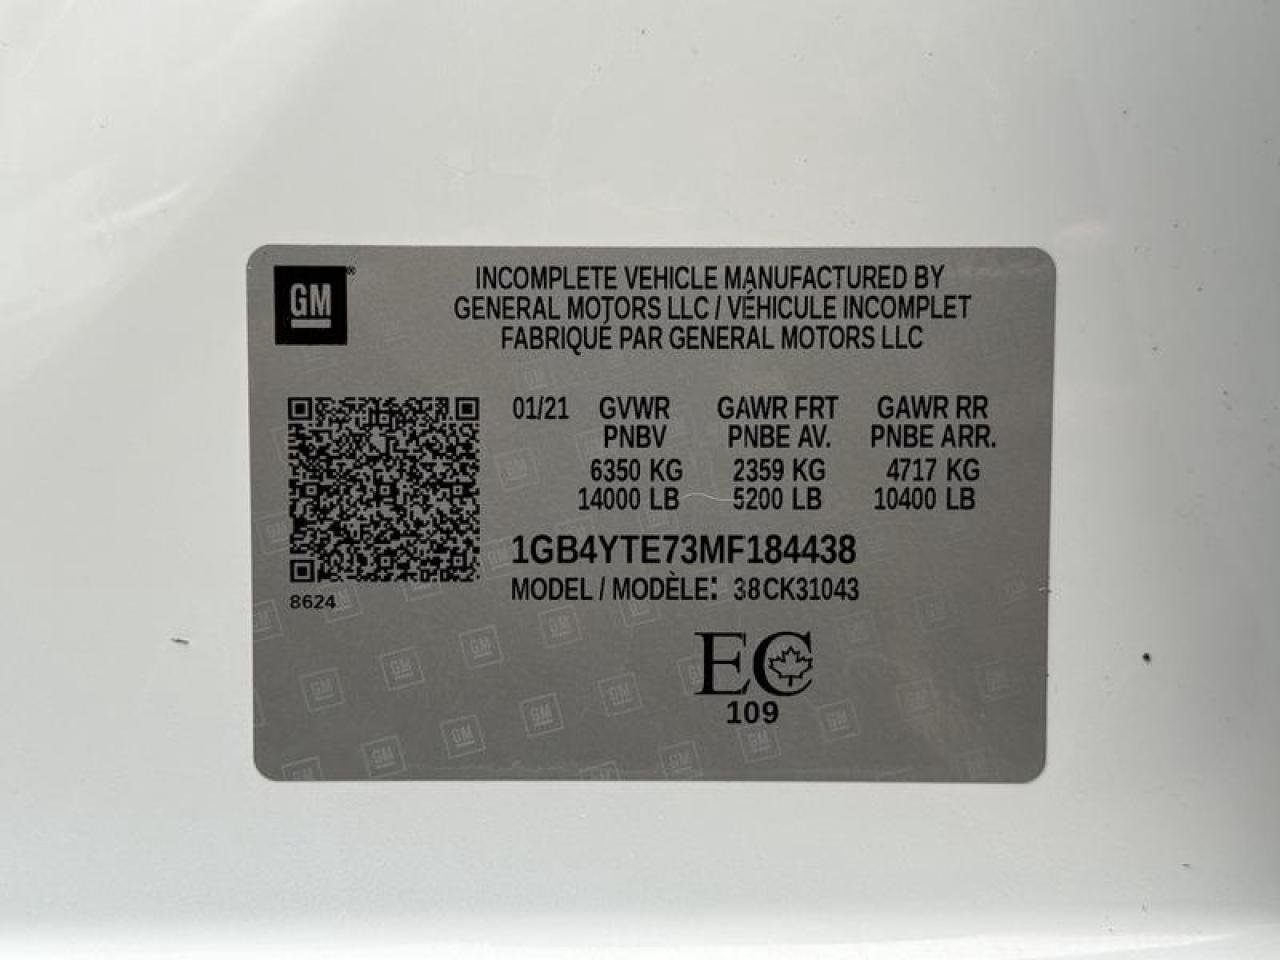 GM®
INCOMPLETE VEHICLE MANUFACTURED BY
GENERAL MOTORS LLC / VÉHICULE INCOMPLET
FABRIQUÉ PAR GENERAL MOTORS LLC
01/21 GVWR GAWR FRT GAWR RR
PNBV PNBE AV. PNBE ARR.
6350 KG 2359 KG 4717 KG
14000 LB 5200 LB 10400 LB
1GB4YTE73MF184438
MODEL / MODÈLE: 38CK31043
8624
EC
109